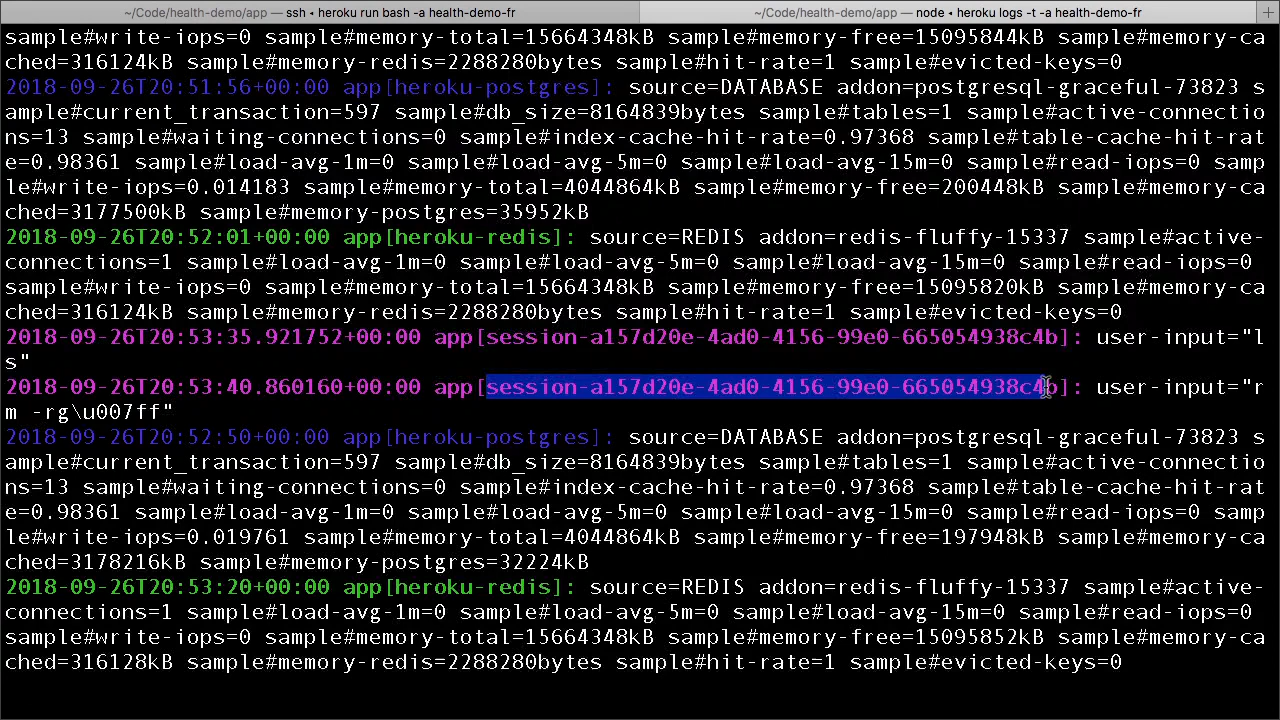 ~/Code/health-demo/app — ssh ◂ heroku run bash -a health-demo-fr
~/Code/health-demo/app — node ◂ heroku logs -t -a health-demo-fr
sample#write-iops=0 sample#memory-total=15664348kB sample#memory-free=15095844kB sample#memory-ca
ched=316124kB sample#memory-redis=2288280bytes sample#hit-rate=1 sample#evicted-keys=0
2018-09-26T20:51:56+00:00 app[heroku-postgres]: source=DATABASE addon=postgresql-graceful-73823 s
ample#current_transaction=597 sample#db_size=8164839bytes sample#tables=1 sample#active-connectio
ns=13 sample#waiting-connections=0 sample#index-cache-hit-rate=0.97368 sample#table-cache-hit-rat
e=0.98361 sample#load-avg-1m=0 sample#load-avg-5m=0 sample#load-avg-15m=0 sample#read-iops=0 samp
le#write-iops=0.014183 sample#memory-total=4044864kB sample#memory-free=200448kB sample#memory-ca
ched=3177500kB sample#memory-postgres=35952kB
2018-09-26T20:52:01+00:00 app[heroku-redis]: source=REDIS addon=redis-fluffy-15337 sample#active-
connections=1 sample#load-avg-1m=0 sample#load-avg-5m=0 sample#load-avg-15m=0 sample#read-iops=0
sample#write-iops=0 sample#memory-total=15664348kB sample#memory-free=15095820kB sample#memory-ca
ched=316124kB sample#memory-redis=2288280bytes sample#hit-rate=1 sample#evicted-keys=0
2018-09-26T20:53:35.921752+00:00 app[session-a157d20e-4ad0-4156-99e0-665054938c4b]: user-input="l
s"
2018-09-26T20:53:40.860160+00:00 app[session-a157d20e-4ad0-4156-99e0-665054938c4b]: user-input="r
m -rg\u007ff"
2018-09-26T20:52:50+00:00 app[heroku-postgres]: source=DATABASE addon=postgresql-graceful-73823 s
ample#current_transaction=597 sample#db_size=8164839bytes sample#tables=1 sample#active-connectio
ns=13 sample#waiting-connections=0 sample#index-cache-hit-rate=0.97368 sample#table-cache-hit-rat
e=0.98361 sample#load-avg-1m=0 sample#load-avg-5m=0 sample#load-avg-15m=0 sample#read-iops=0 samp
le#write-iops=0.019761 sample#memory-total=4044864kB sample#memory-free=197948kB sample#memory-ca
ched=3178216kB sample#memory-postgres=32224kB
2018-09-26T20:53:20+00:00 app[heroku-redis]: source=REDIS addon=redis-fluffy-15337 sample#active-
connections=1 sample#load-avg-1m=0 sample#load-avg-5m=0 sample#load-avg-15m=0 sample#read-iops=0
sample#write-iops=0 sample#memory-total=15664348kB sample#memory-free=15095852kB sample#memory-ca
ched=316128kB sample#memory-redis=2288280bytes sample#hit-rate=1 sample#evicted-keys=0